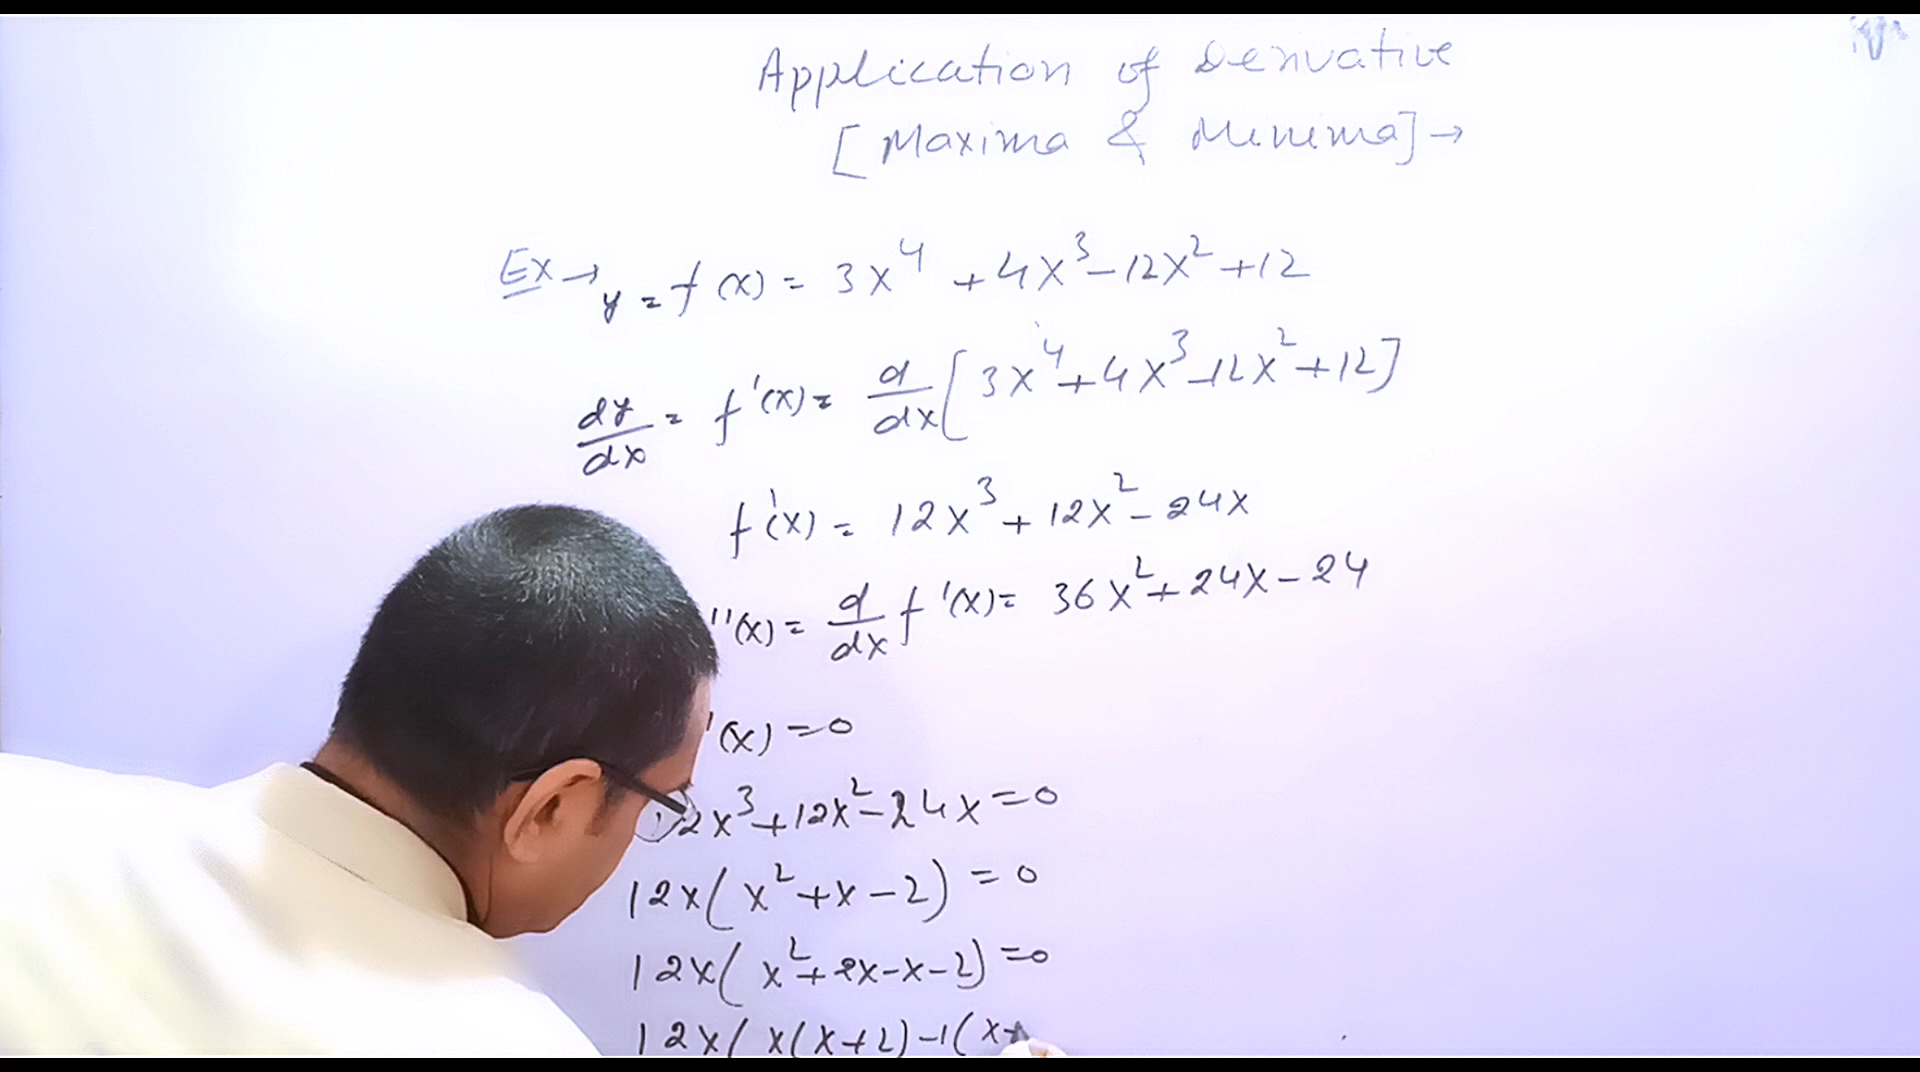 Application of Derivative
[Maxima & Minima] →
Ex → y = f(x) = 3x⁴ + 4x³ - 12x² + 12
dy/dx = f'(x) = d/dx [3x⁴ + 4x³ - 12x² + 12]
f'(x) = 12x³ + 12x² - 24x
''(x) = d/dx f'(x) = 36x² + 24x - 24
'(x) = 0
12x³ + 12x² - 24x = 0
12x(x² + x - 2) = 0
12x(x² + 2x - x - 2) = 0
12x(x(x+2) - 1(x+